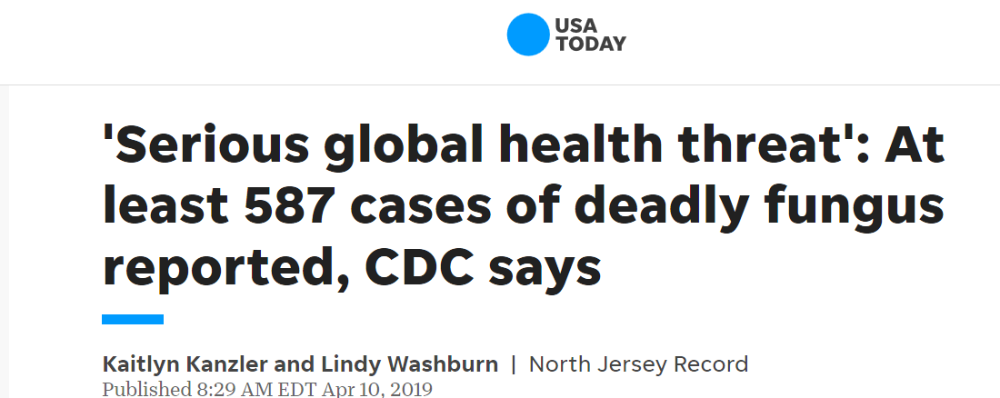 USA
TODAY
'Serious global health threat': At
least 587 cases of deadly fungus
reported, CDC says
Kaitlyn Kanzler and Lindy Washburn | North Jersey Record
Published 8:29 AM EDT Apr 10, 2019